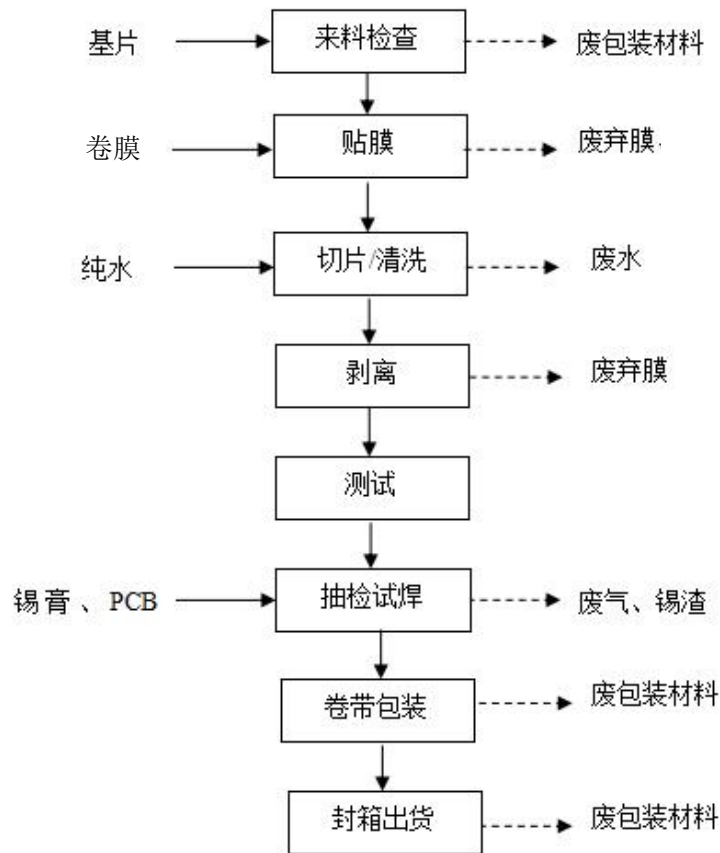 基片 来料检查 废包装材料
卷膜 贴膜 废弃膜
纯水 切片/清洗 废水
剥离 废弃膜
测试
锡膏、PCB 抽检试焊 废气、锡渣
卷带包装 废包装材料
封箱出货 废包装材料